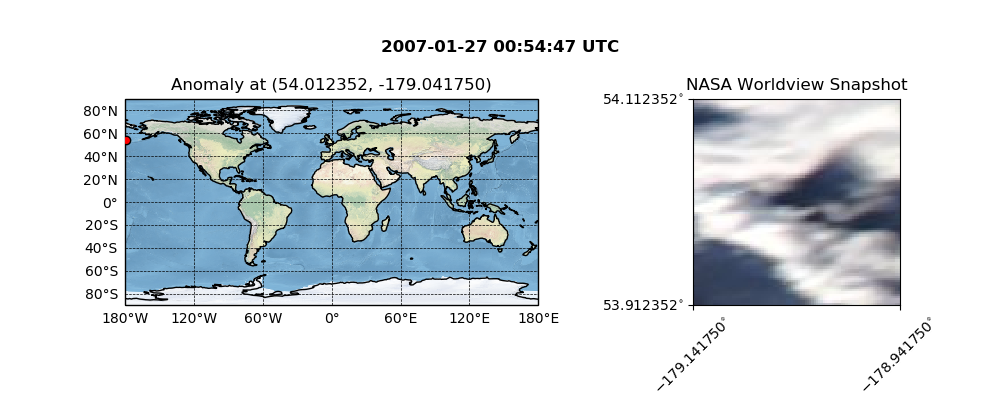 2007-01-27 00:54:47 UTC
Anomaly at (54.012352, -179.041750)
NASA Worldview Snapshot
80°N
60°N
40°N
20°N
0°
20°S
40°S
60°S
80°S
180°W
120°W
60°W
0°
60°E
120°E
180°E
54.112352°
53.912352°
−179.141750°
−178.941750°